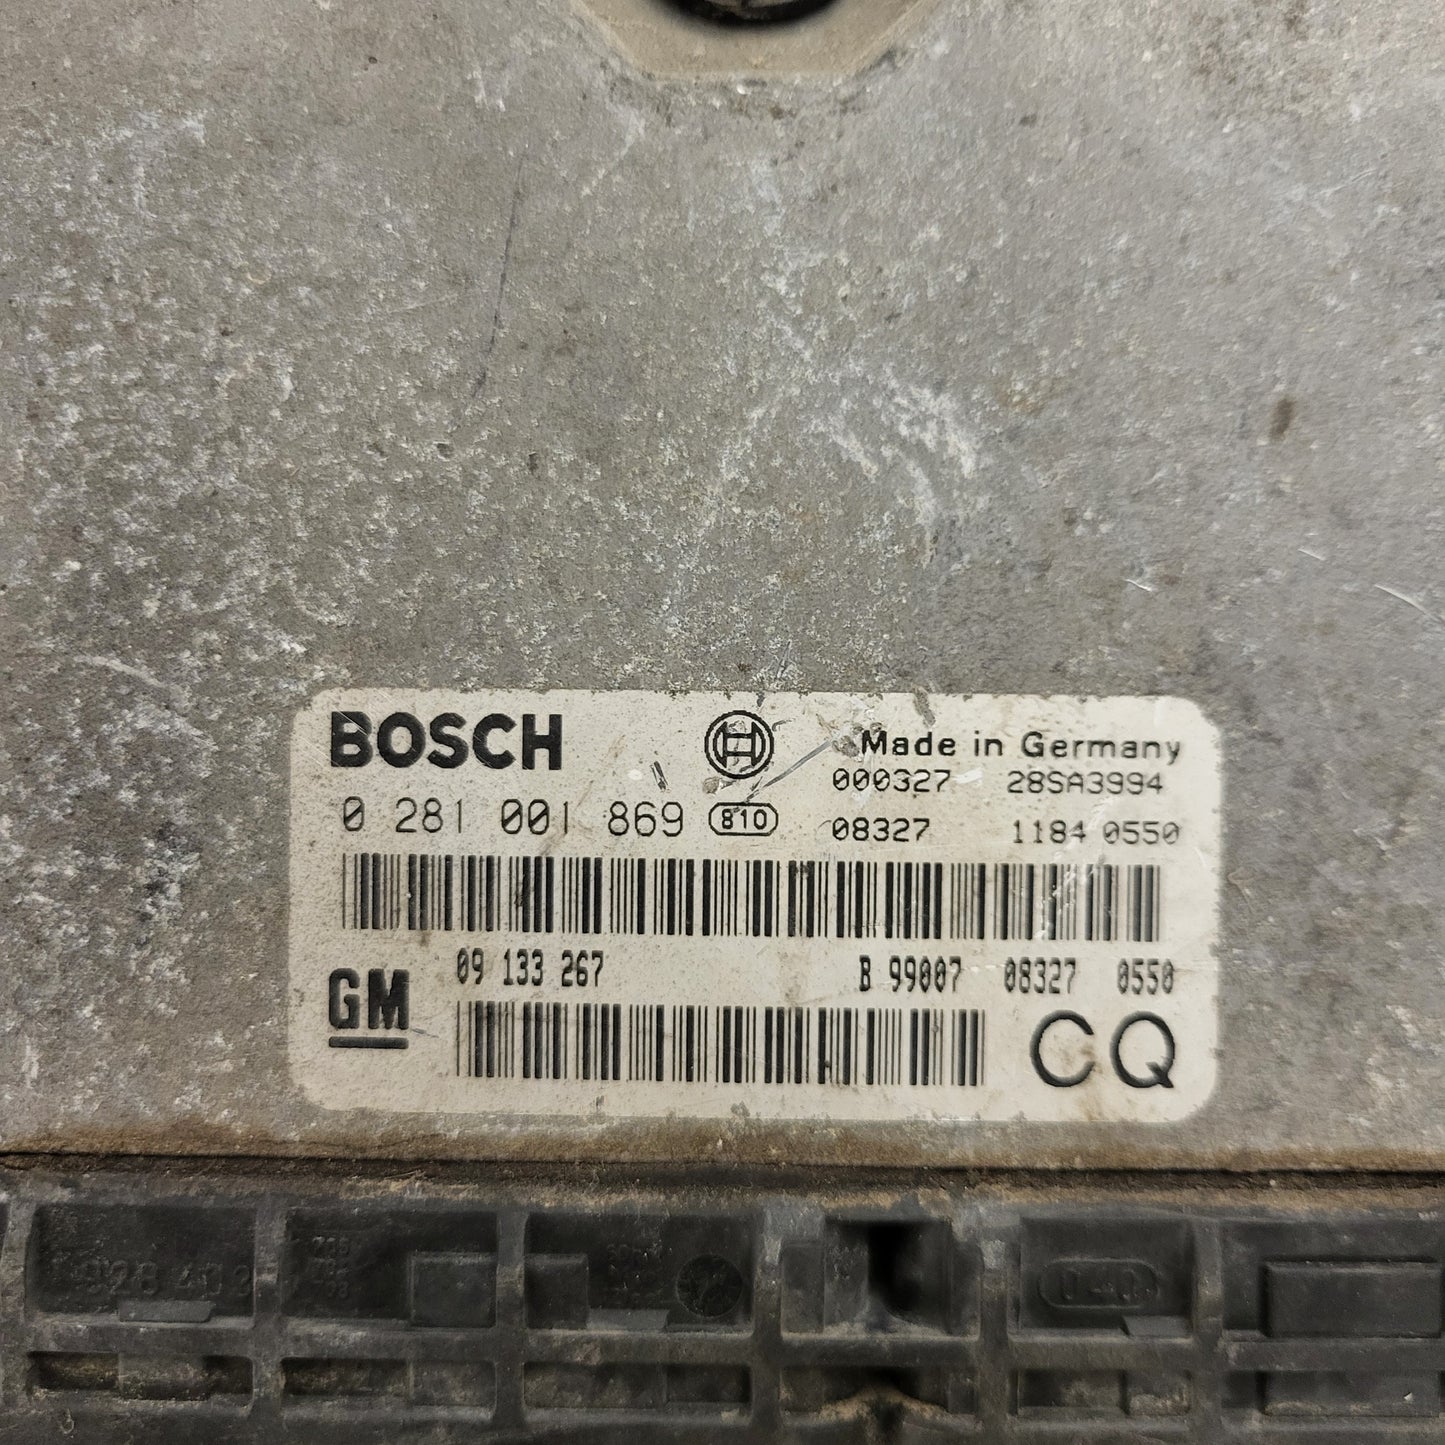 BOSCH
Made in Germany
000327 28SA3994
0 281 001 869 810
08327 1184 0550
09 133 267 B 99007 08327 0550
GM
CQ